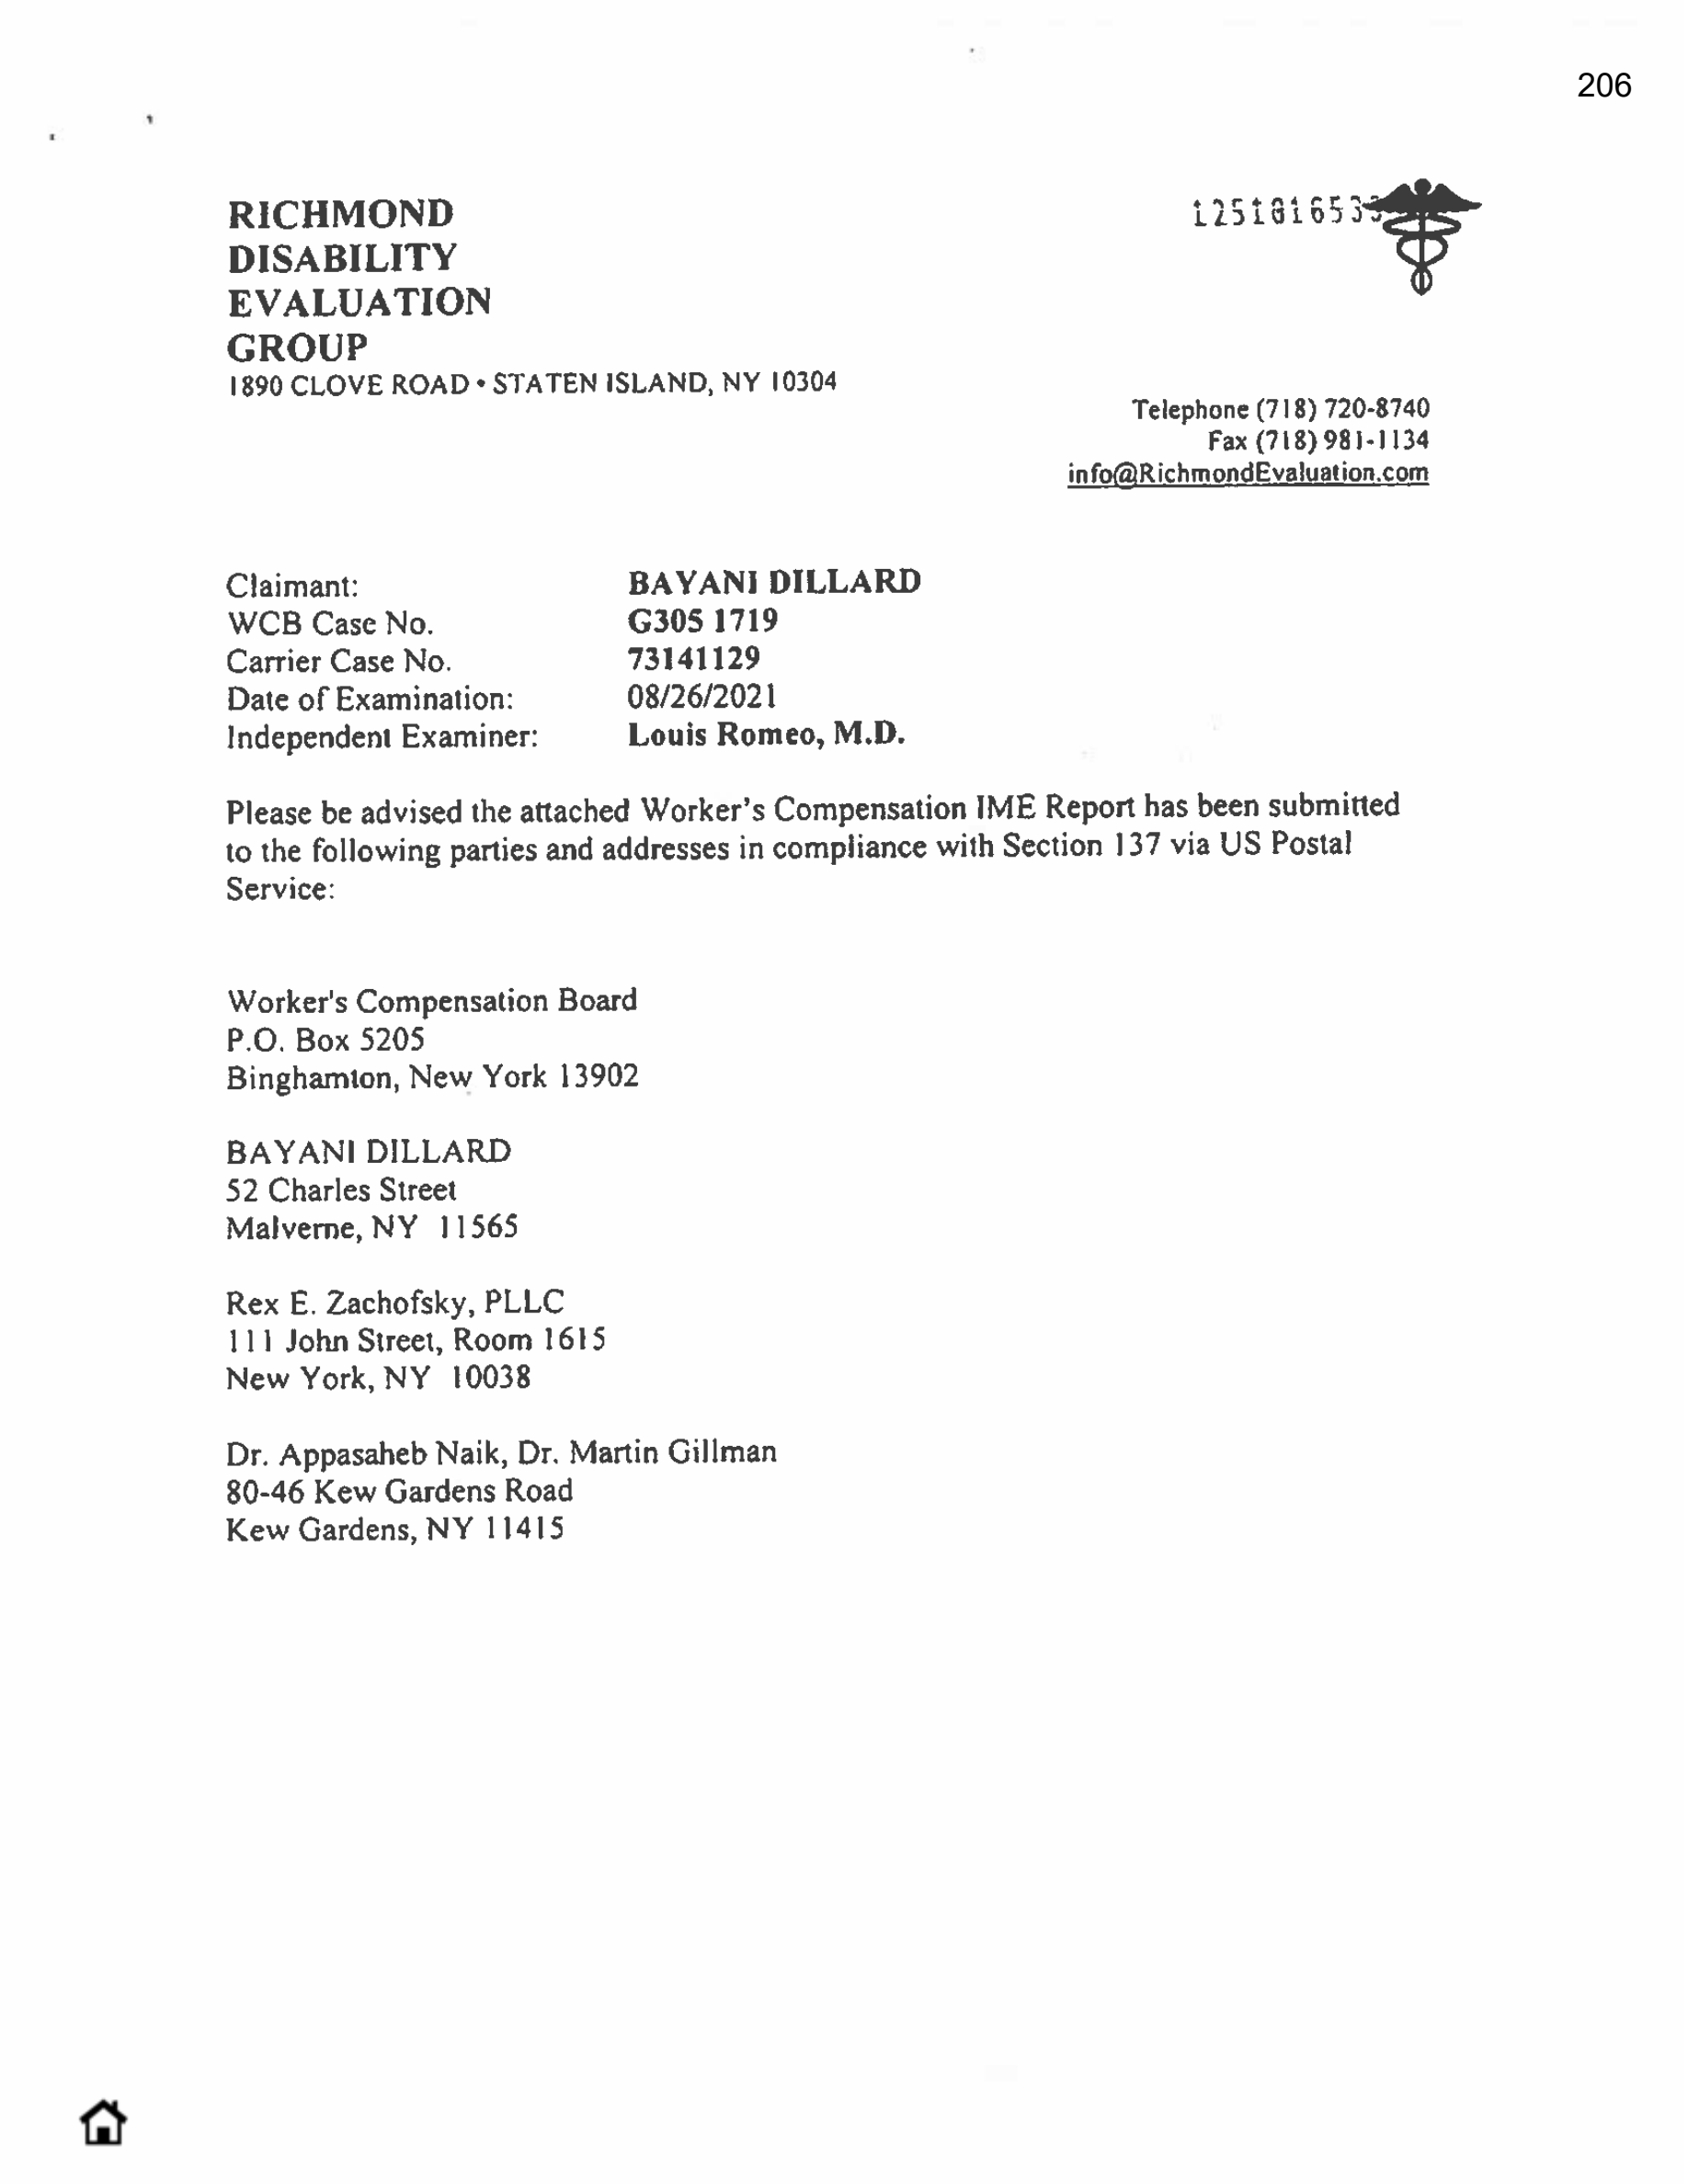 206
RICHMOND
DISABILITY
EVALUATION
GROUP
1890 CLOVE ROAD • STATEN ISLAND, NY 10304
Telephone (718) 720-8740
Fax (718) 981-1134
info@RichmondEvaluation.com
Claimant: BAYANI DILLARD
WCB Case No. G305 1719
Carrier Case No. 73141129
Date of Examination: 08/26/2021
Independent Examiner: Louis Romeo, M.D.
Please be advised the attached Worker's Compensation IME Report has been submitted
to the following parties and addresses in compliance with Section 137 via US Postal
Service:
Worker's Compensation Board
P.O. Box 5205
Binghamton, New York 13902
BAYANI DILLARD
52 Charles Street
Malverne, NY 11565
Rex E. Zachofsky, PLLC
111 John Street, Room 1615
New York, NY 10038
Dr. Appasaheb Naik, Dr. Martin Gillman
80-46 Kew Gardens Road
Kew Gardens, NY 11415